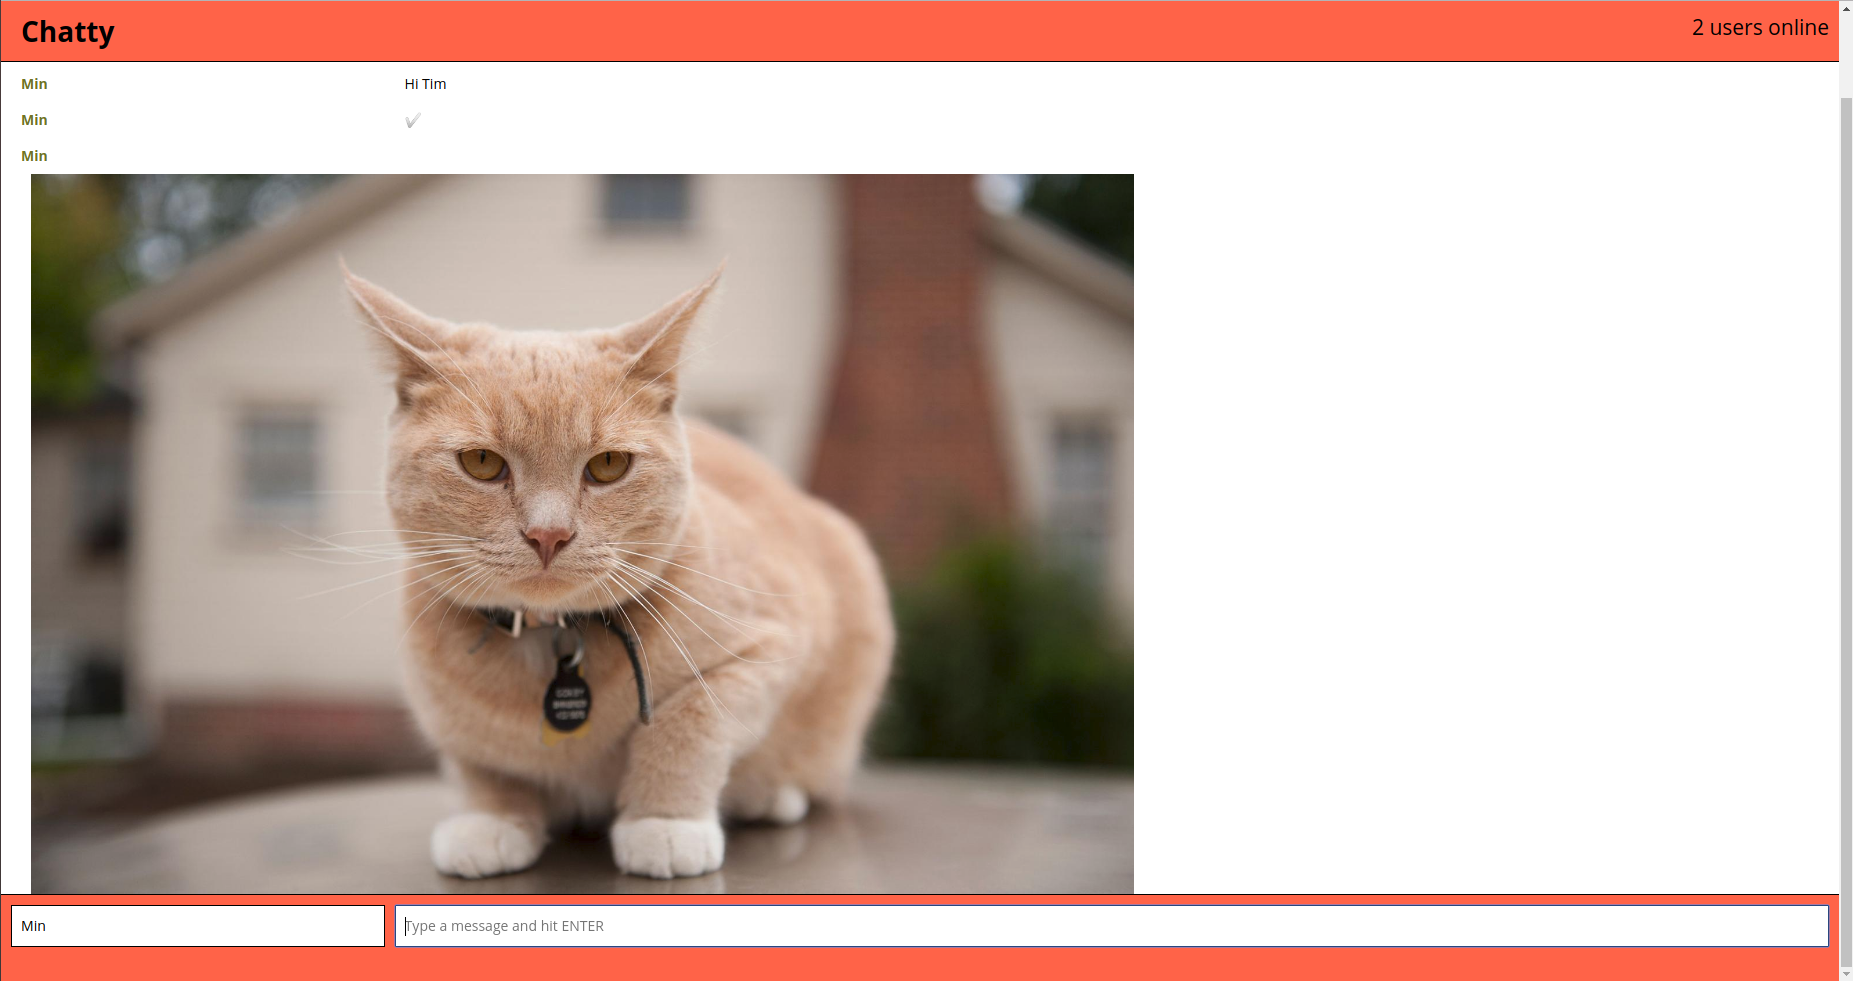 Chatty
2 users online
Min
Hi Tim
Min
✔
Min
Min
Type a message and hit ENTER